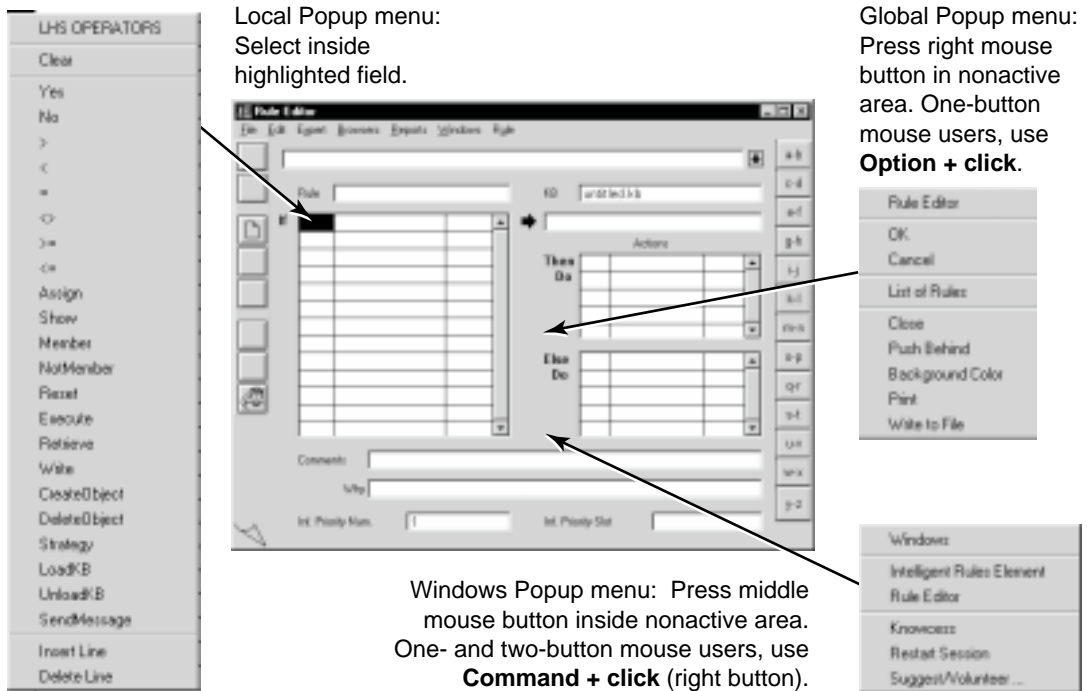 LHS OPERATORS
Clear
Yes
No
>
<
=
<>
>=
<=
Assign
Show
Member
NotMember
Reset
Execute
Retrieve
Write
CreateObject
DeleteObject
Strategy
LoadKB
UnloadKB
SendMessage
Insert Line
Delete Line
Local Popup menu:
Select inside
highlighted field.
Rule Editor
File Edit Expert Browsers Reports Windows Rule
Rule
KB untitled.kb
If
Actions
Then
Do
Else
Do
Comments
Why
Inf. Priority Num. 1
Inf. Priority Slot
a-b
c-d
e-f
g-h
i-j
k-l
m-n
o-p
q-r
s-t
u-v
w-x
y-z
Global Popup menu:
Press right mouse
button in nonactive
area. One-button
mouse users, use
Option + click.
Rule Editor
OK
Cancel
List of Rules
Close
Push Behind
Background Color
Print
Write to File
Windows Popup menu: Press middle
mouse button inside nonactive area.
One- and two-button mouse users, use
Command + click (right button).
Windows
Intelligent Rules Element
Rule Editor
Knowcess
Restart Session
Suggest/Volunteer ...